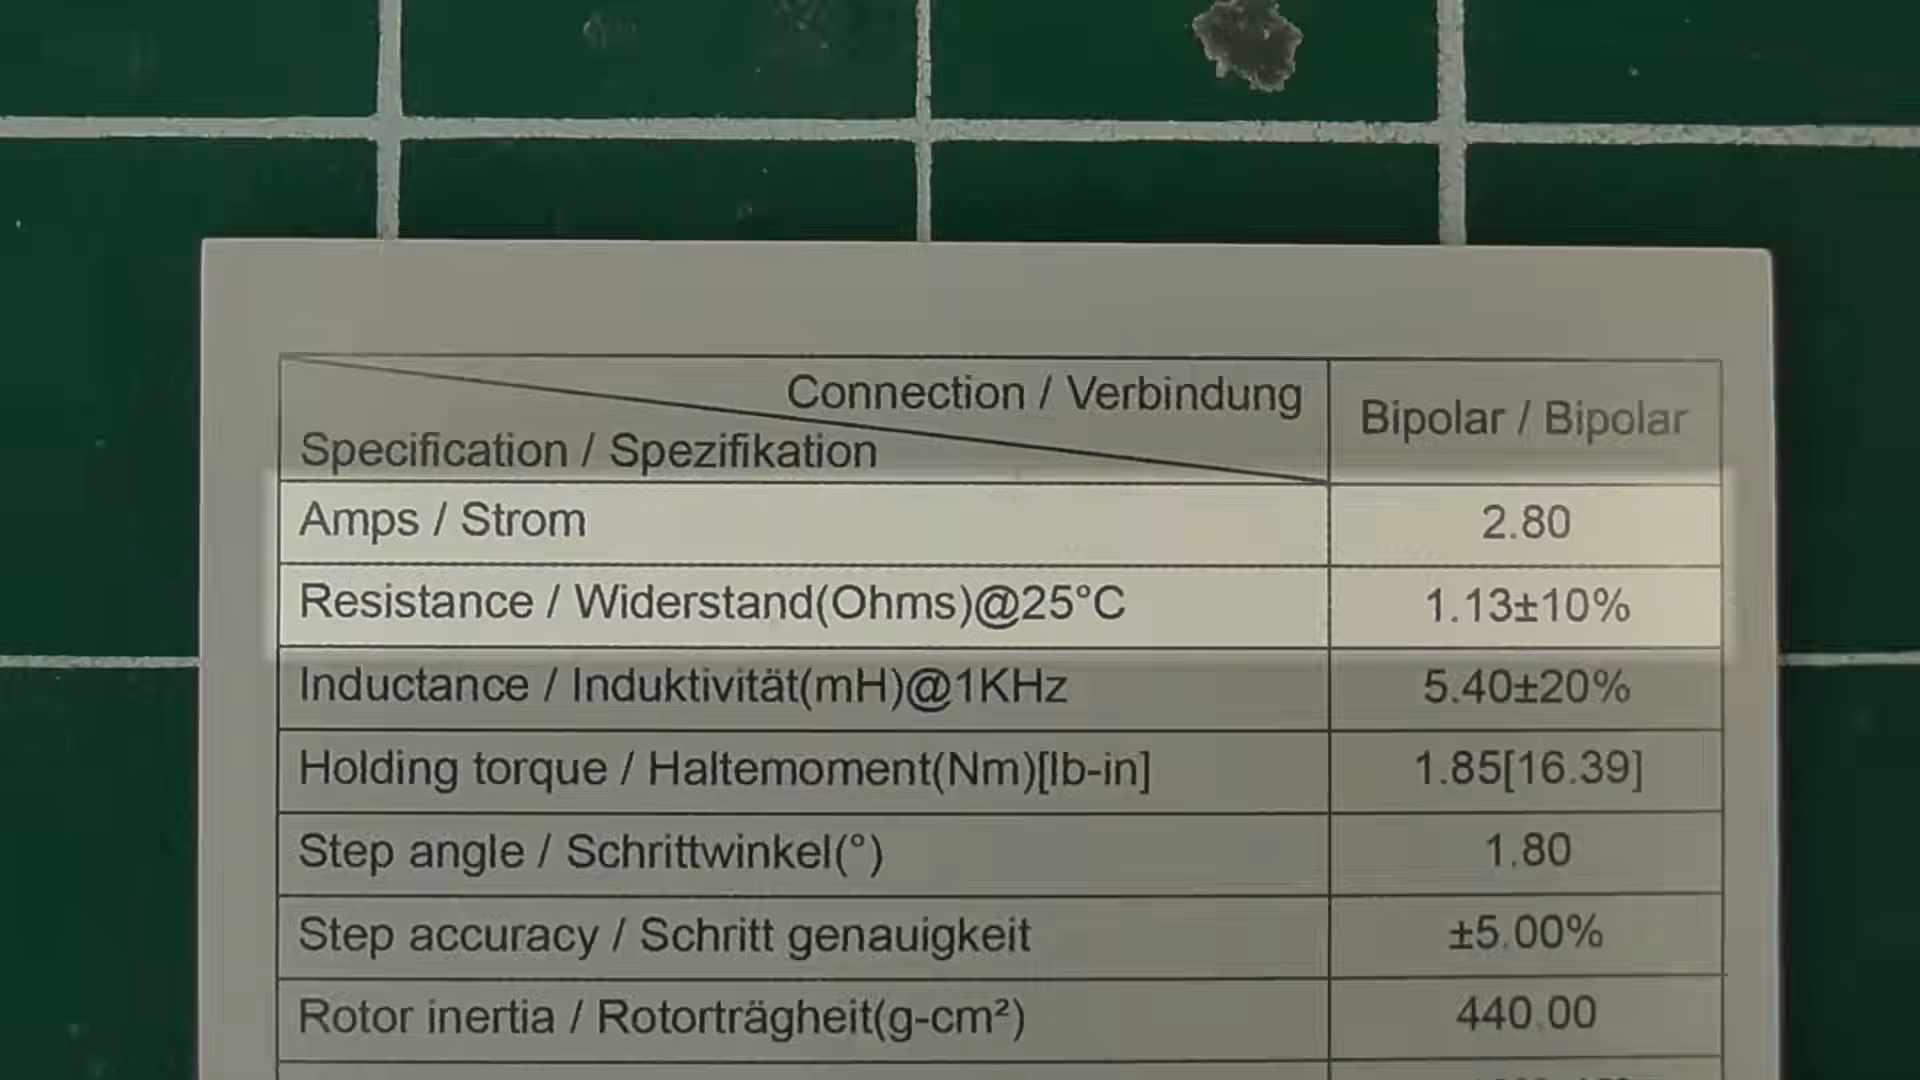 Connection / Verbindung
Specification / Spezifikation
Bipolar / Bipolar
Amps / Strom 2.80
Resistance / Widerstand(Ohms)@25°C 1.13±10%
Inductance / Induktivität(mH)@1KHz 5.40±20%
Holding torque / Haltemoment(Nm)[lb-in] 1.85[16.39]
Step angle / Schrittwinkel(°) 1.80
Step accuracy / Schritt genauigkeit ±5.00%
Rotor inertia / Rotorträgheit(g-cm²) 440.00